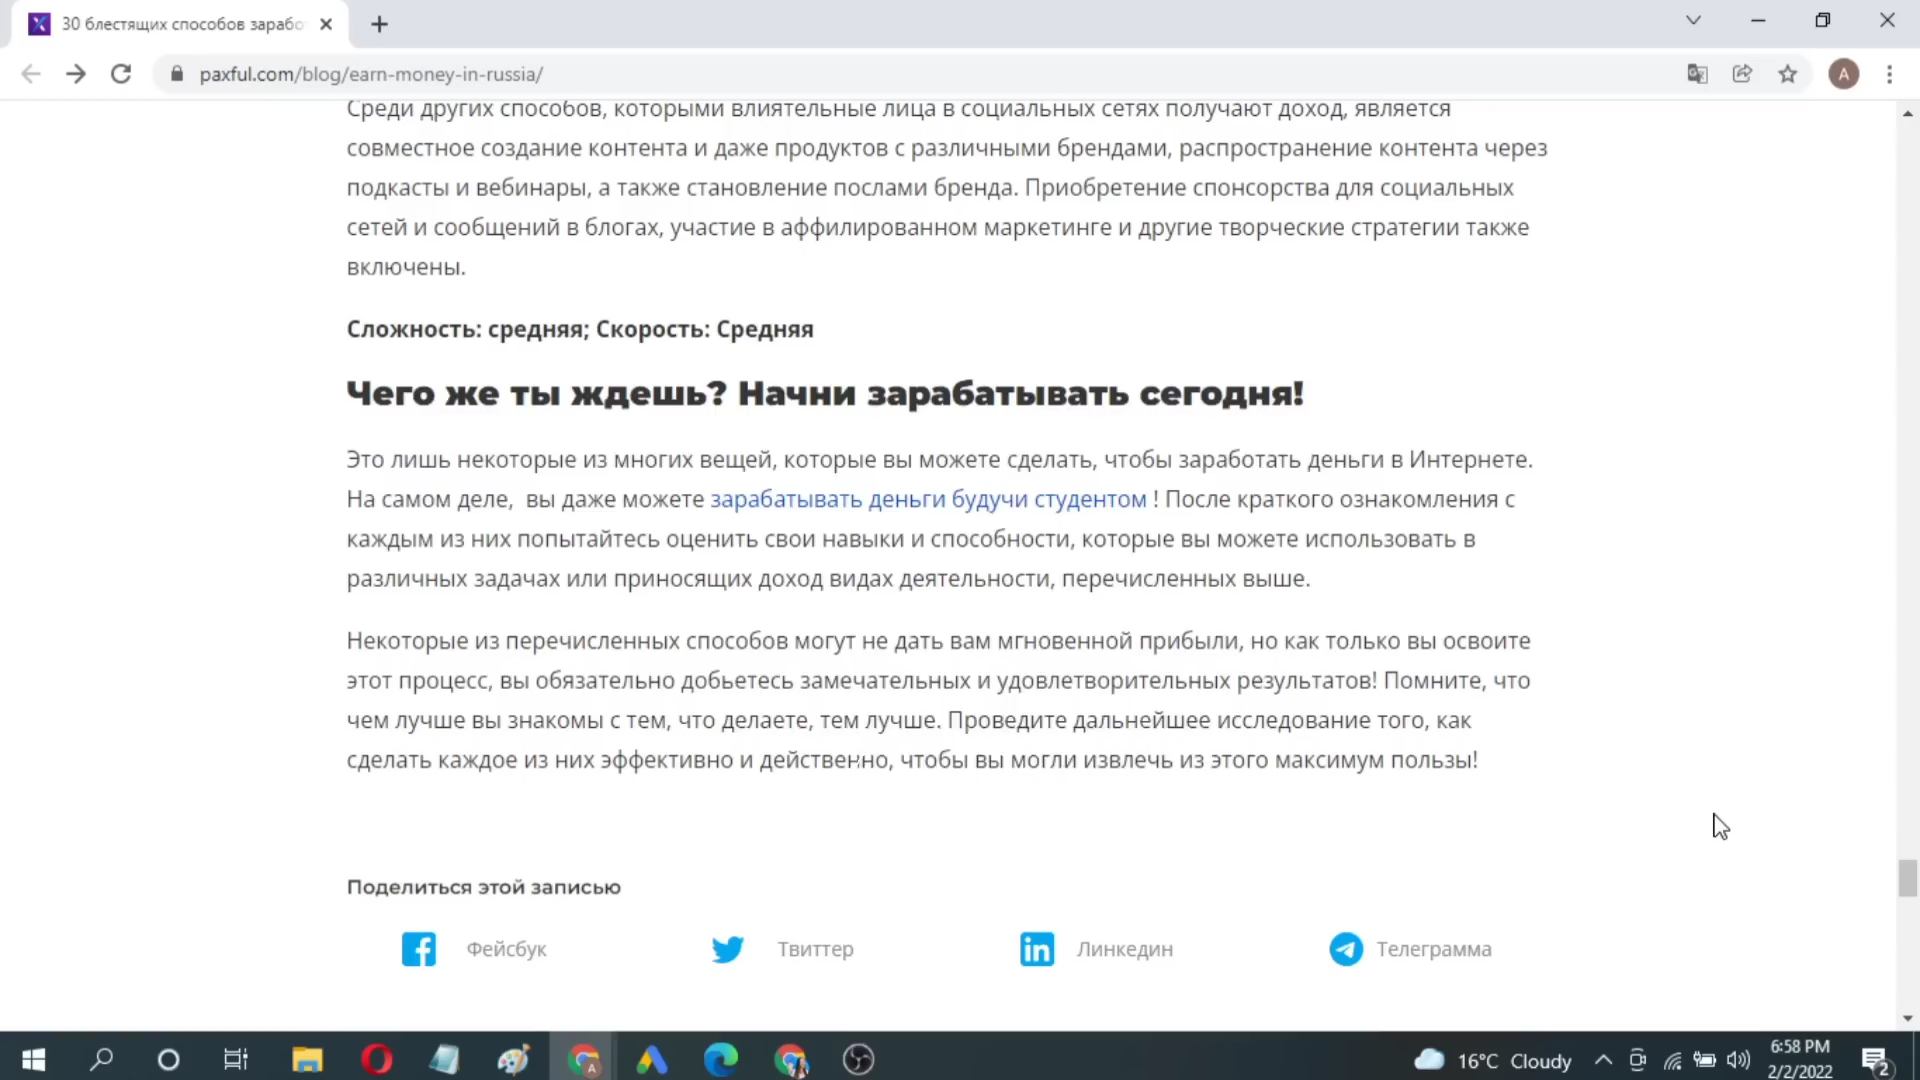 30 блестящих способов зарабо
paxful.com/blog/earn-money-in-russia/
A
Среди других способов, которыми влиятельные лица в социальных сетях получают доход, является
совместное создание контента и даже продуктов с различными брендами, распространение контента через
подкасты и вебинары, а также становление послами бренда. Приобретение спонсорства для социальных
сетей и сообщений в блогах, участие в аффилированном маркетинге и другие творческие стратегии также
включены.
Сложность: средняя; Скорость: Средняя
Чего же ты ждешь? Начни зарабатывать сегодня!
Это лишь некоторые из многих вещей, которые вы можете сделать, чтобы заработать деньги в Интернете.
На самом деле, вы даже можете зарабатывать деньги будучи студентом ! После краткого ознакомления с
каждым из них попытайтесь оценить свои навыки и способности, которые вы можете использовать в
различных задачах или приносящих доход видах деятельности, перечисленных выше.
Некоторые из перечисленных способов могут не дать вам мгновенной прибыли, но как только вы освоите
этот процесс, вы обязательно добьетесь замечательных и удовлетворительных результатов! Помните, что
чем лучше вы знакомы с тем, что делаете, тем лучше. Проведите дальнейшее исследование того, как
сделать каждое из них эффективно и действенно, чтобы вы могли извлечь из этого максимум пользы!
Поделиться этой записью
Фейсбук Твиттер Линкедин Телеграмма
16°C Cloudy
6:58 PM
2/2/2022
2